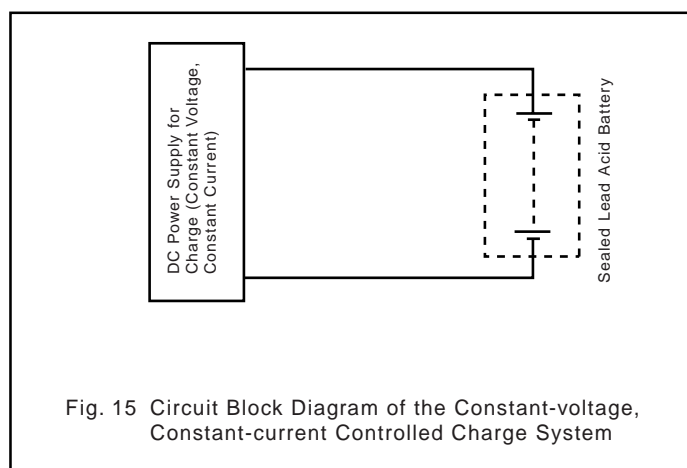 DC Power Supply for
Charge (Constant Voltage,
Constant Current)
Sealed Lead Acid Battery
Fig. 15 Circuit Block Diagram of the Constant-voltage,
Constant-current Controlled Charge System